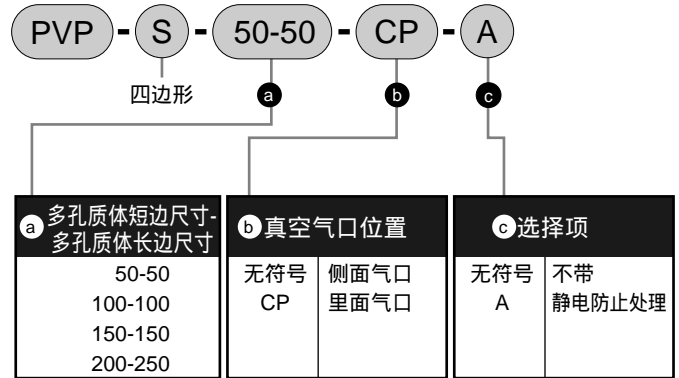 PVP-S-50-50-CP-A
四边形
a
b
c
a 多孔质体短边尺寸-
多孔质体长边尺寸
50-50
100-100
150-150
200-250
b 真空气口位置
无符号 侧面气口
CP 里面气口
c 选择项
无符号 不带
A 静电防止处理